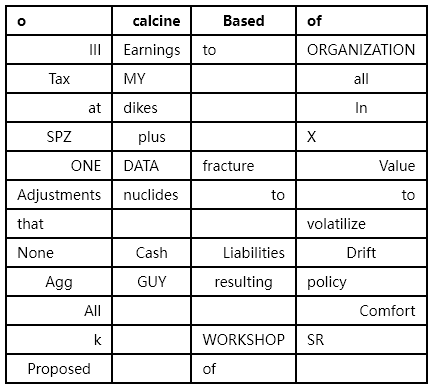 o calcine Based of
III Earnings to ORGANIZATION
Tax MY all
at dikes In
SPZ plus X
ONE DATA fracture Value
Adjustments nuclides to to
that volatilize
None Cash Liabilities Drift
Agg GUY resulting policy
All Comfort
k WORKSHOP SR
Proposed of